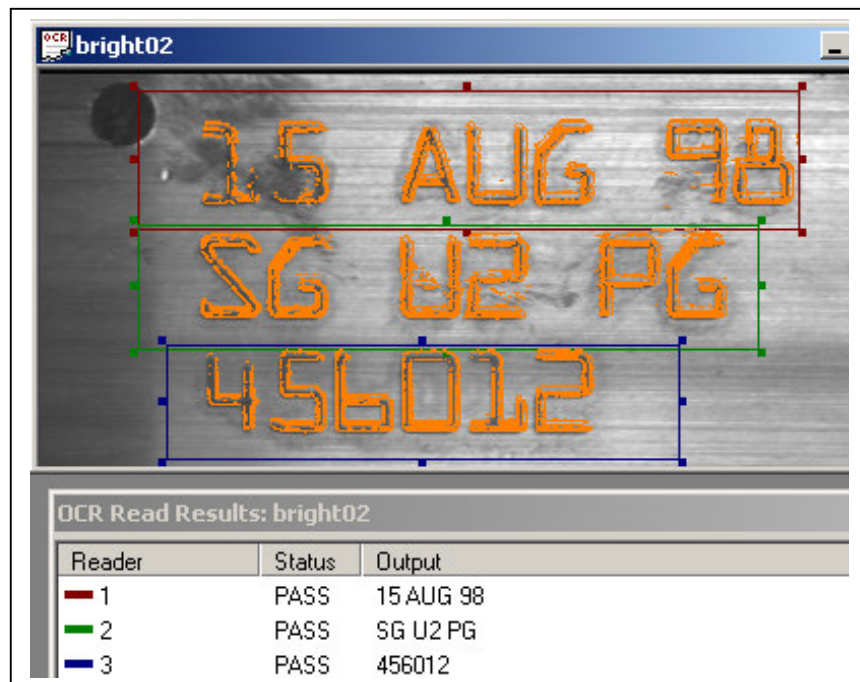 OCR
bright02
15 AUG 98
SG U2 PG
456012
OCR Read Results: bright02
Reader Status Output
1 PASS 15 AUG 98
2 PASS SG U2 PG
3 PASS 456012